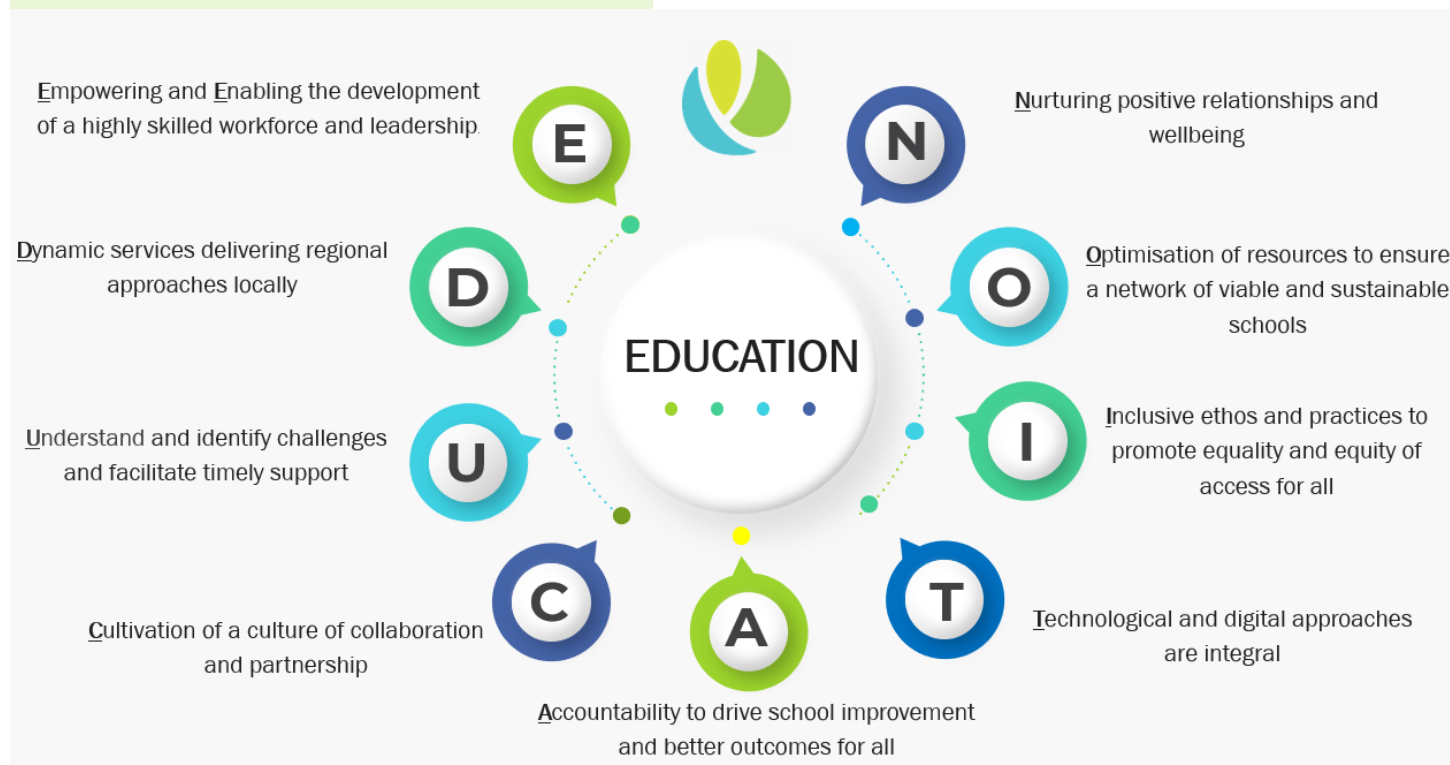 Empowering and Enabling the development
of a highly skilled workforce and leadership.
E
Dynamic services delivering regional
approaches locally
D
Understand and identify challenges
and facilitate timely support
U
Cultivation of a culture of collaboration
and partnership
C
A
Accountability to drive school improvement
and better outcomes for all
T
Technological and digital approaches
are integral
I
Inclusive ethos and practices to
promote equality and equity of
access for all
O
Optimisation of resources to ensure
a network of viable and sustainable
schools
N
Nurturing positive relationships and
wellbeing
EDUCATION